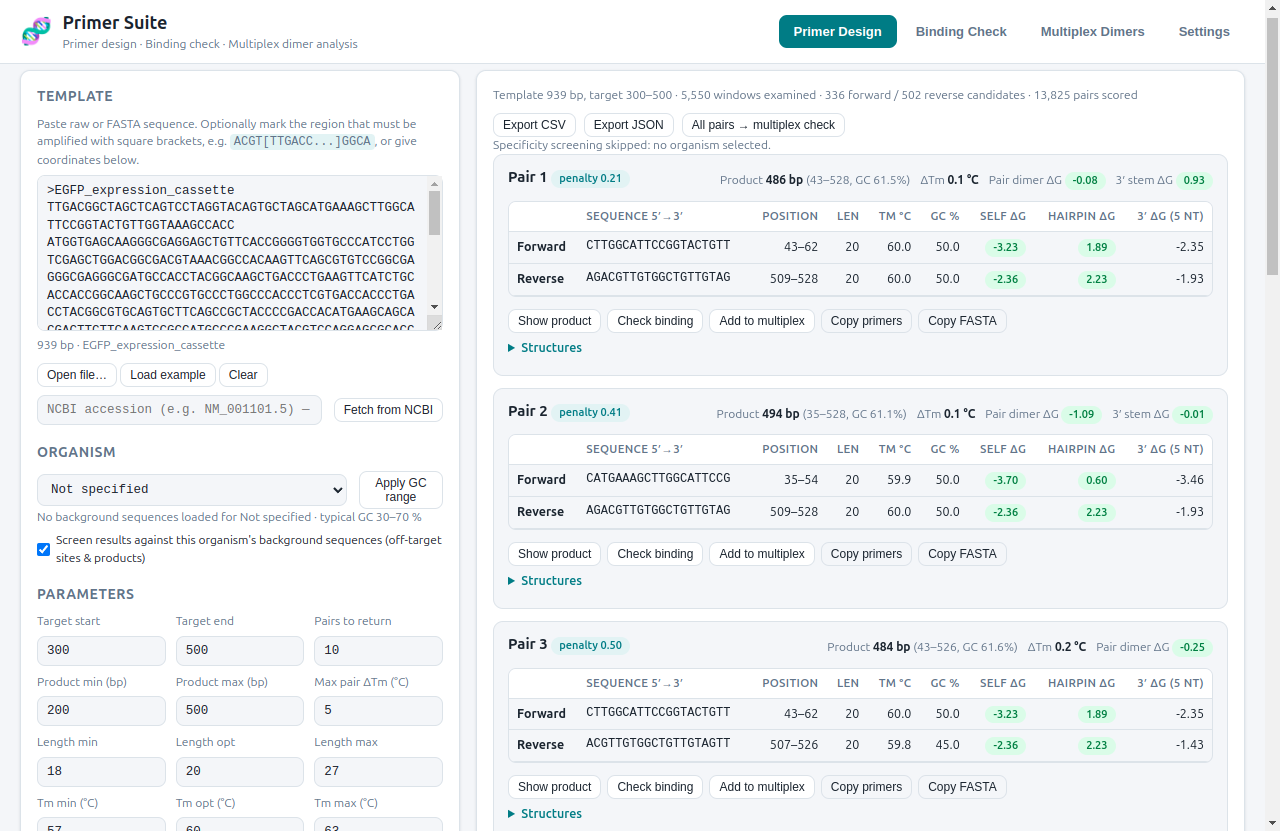 Primer Suite
Primer design · Binding check · Multiplex dimer analysis
Primer Design
Binding Check
Multiplex Dimers
Settings
TEMPLATE
Paste raw or FASTA sequence. Optionally mark the region that must be
amplified with square brackets, e.g. ACGT[TTGACC...]GGCA, or give
coordinates below.
>EGFP_expression_cassette
TTGACGGCTAGCTCAGTCCTAGGTACAGTGCTAGCATGAAAGCTTGGCA
TTCCGGTACTGTTGGTAAAGCCACC
ATGGTGAGCAAGGGCGAGGAGCTGTTCACCGGGGTGGTGCCCATCCTGG
TCGAGCTGGACGGCGACGTAAACGGCCACAAGTTCAGCGTGTCCGGCGA
GGGCGAGGGCGATGCCACCTACGGCAAGCTGACCCTGAAGTTCATCTGC
ACCACCGGCAAGCTGCCCGTGCCCTGGCCCACCCTCGTGACCACCCTGA
CCTACGGCGTGCAGTGCTTCAGCCGCTACCCCGACCACATGAAGCAGCA
CGACTTCTTCAAGTCCGCCATGCCCGAAGGCTACGTCCAGGAGCGCACC
939 bp · EGFP_expression_cassette
Open file…
Load example
Clear
NCBI accession (e.g. NM_001101.5) —
Fetch from NCBI
ORGANISM
Not specified
Apply GC range
No background sequences loaded for Not specified · typical GC 30–70 %
Screen results against this organism's background sequences (off-target
sites & products)
PARAMETERS
Target start
Target end
Pairs to return
300
500
10
Product min (bp)
Product max (bp)
Max pair ΔTm (°C)
200
500
5
Length min
Length opt
Length max
18
20
27
Tm min (°C)
Tm opt (°C)
Tm max (°C)
57
60
63
Template 939 bp, target 300–500 · 5,550 windows examined · 336 forward / 502 reverse candidates · 13,825 pairs scored
Export CSV
Export JSON
All pairs → multiplex check
Specificity screening skipped: no organism selected.
Pair 1 penalty 0.21 Product 486 bp (43–528, GC 61.5%) ΔTm 0.1 °C Pair dimer ΔG -0.08 3′ stem ΔG 0.93
SEQUENCE 5′→3′ POSITION LEN TM °C GC % SELF ΔG HAIRPIN ΔG 3′ ΔG (5 NT)
Forward CTTGGCATTCCGGTACTGTT 43–62 20 60.0 50.0 -3.23 1.89 -2.35
Reverse AGACGTTGTGGCTGTTGTAG 509–528 20 60.0 50.0 -2.36 2.23 -1.93
Show product Check binding Add to multiplex Copy primers Copy FASTA
▶ Structures
Pair 2 penalty 0.41 Product 494 bp (35–528, GC 61.1%) ΔTm 0.1 °C Pair dimer ΔG -1.09 3′ stem ΔG -0.01
SEQUENCE 5′→3′ POSITION LEN TM °C GC % SELF ΔG HAIRPIN ΔG 3′ ΔG (5 NT)
Forward CATGAAAGCTTGGCATTCCG 35–54 20 59.9 50.0 -3.70 0.60 -3.46
Reverse AGACGTTGTGGCTGTTGTAG 509–528 20 60.0 50.0 -2.36 2.23 -1.93
Show product Check binding Add to multiplex Copy primers Copy FASTA
▶ Structures
Pair 3 penalty 0.50 Product 484 bp (43–526, GC 61.6%) ΔTm 0.2 °C Pair dimer ΔG -0.25
SEQUENCE 5′→3′ POSITION LEN TM °C GC % SELF ΔG HAIRPIN ΔG 3′ ΔG (5 NT)
Forward CTTGGCATTCCGGTACTGTT 43–62 20 60.0 50.0 -3.23 1.89 -2.35
Reverse ACGTTGTGGCTGTTGTAGTT 507–526 20 59.8 45.0 -2.36 2.23 -1.43
Show product Check binding Add to multiplex Copy primers Copy FASTA
▶ Structures